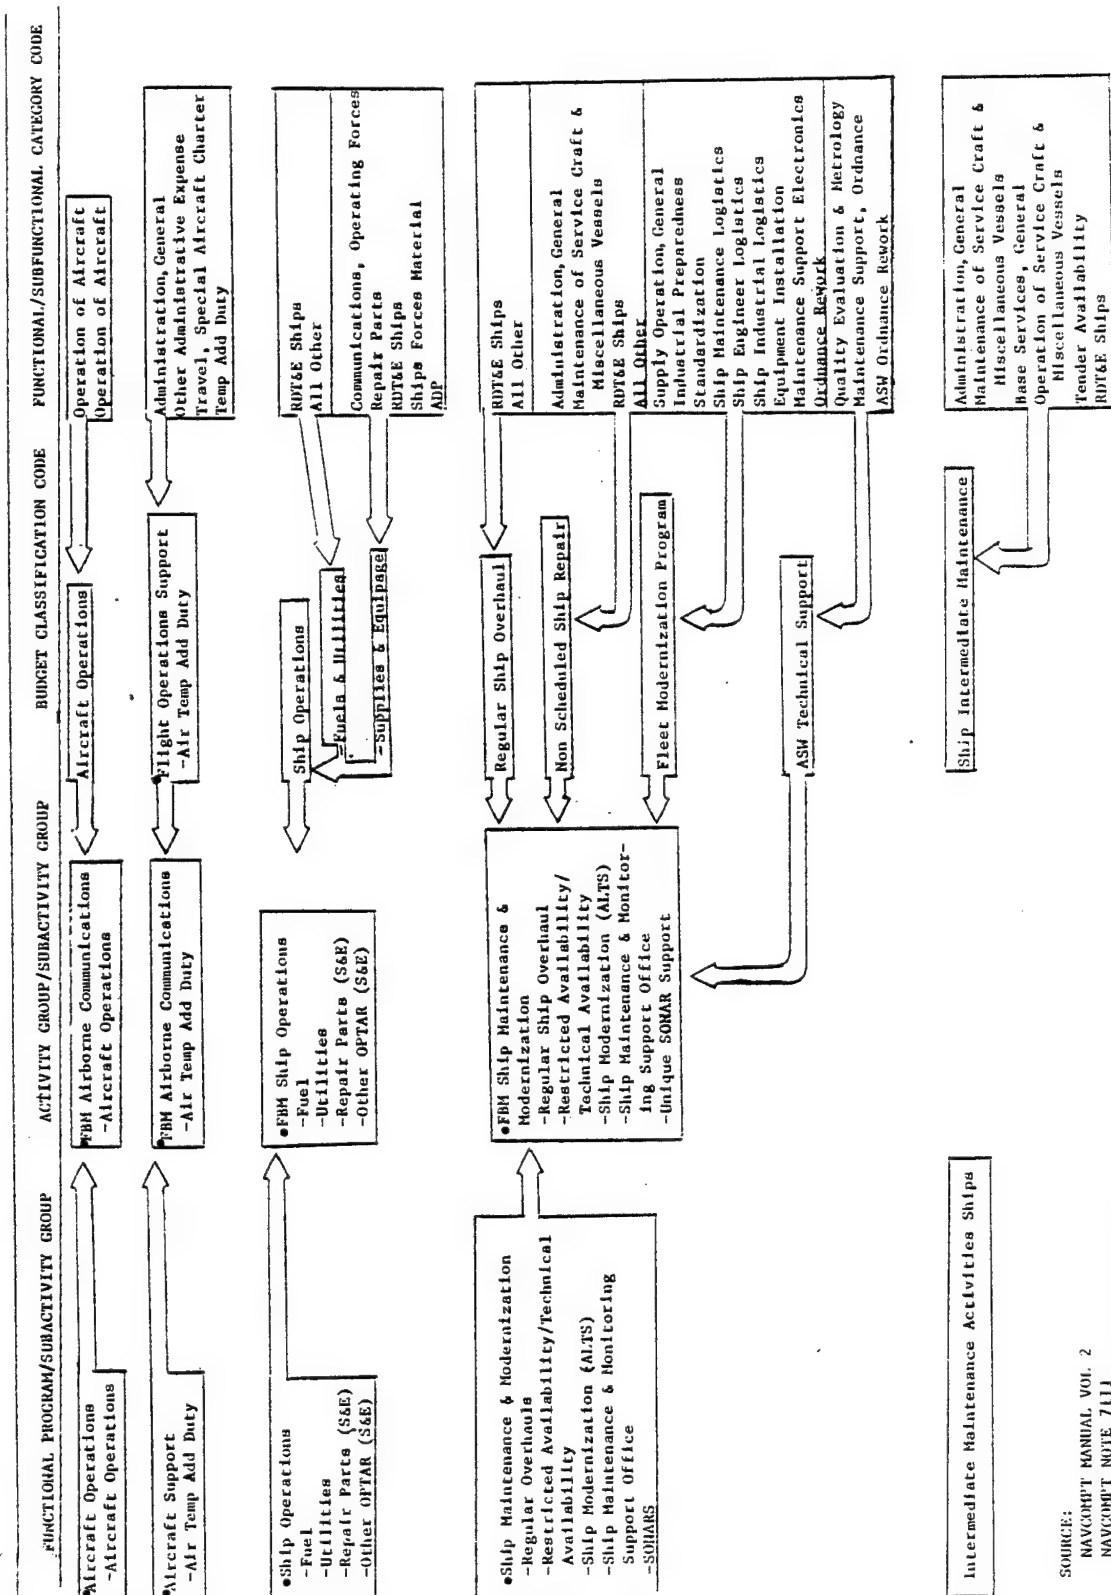 FUNCTIONAL PROGRAM/SUBACTIVITY GROUP
ACTIVITY GROUP/SUBACTIVITY GROUP
BUDGET CLASSIFICATION CODE
FUNCTIONAL/SUBFUNCTIONAL CATEGORY CODE
•Aircraft Operations
-Aircraft Operations
•FBM Airborne Communications
-Aircraft Operations
Aircraft Operations
Operation of Aircraft
Operation of Aircraft
•Aircraft Support
-Air Temp Add Duty
•FBM Airborne Communications
-Air Temp Add Duty
•Flight Operations Support
-Air Temp Add Duty
Administration, General
Other Administrative Expense
Travel, Special Aircraft Charter
Temp Add Duty
•Ship Operations
-Fuel
-Utilities
-Repair Parts (S&E)
-Other OPTAR (S&E)
•FBM Ship Operations
-Fuel
-Utilities
-Repair Parts (S&E)
-Other OPTAR (S&E)
Ship Operations
-Fuels & Utilities
-Supplies & Equipage
RDT&E Ships
All Other
Communications, Operating Forces
Repair Parts
RDT&E Ships
Ships Forces Material
ADP
•Ship Maintenance & Modernization
-Regular Overhauls
-Restricted Availability/Technical
Availability
-Ship Modernization (ALTS)
-Ship Maintenance & Monitoring
Support Office
-SONARS
•FBM Ship Maintenance &
Modernization
-Regular Ship Overhaul
-Restricted Availability/
Technical Availability
-Ship Modernization (ALTS)
-Ship Maintenance & Monitor-
ing Support Office
-Unique SONAR Support
Regular Ship Overhaul
Non Scheduled Ship Repair
Fleet Modernization Program
ASW Technical Support
RDT&E Ships
All Other
Administration, General
Maintenance of Service Craft &
Miscellaneous Vessels
RDT&E Ships
All Other
Supply Operation, General
Industrial Preparedness
Standardization
Ship Maintenance Logistics
Ship Engineer Logistics
Ship Industrial Logistics
Equipment Installation
Maintenance Support Electronics
Ordnance Rework
Quality Evaluation & Metrology
Maintenance Support, Ordnance
ASW Ordnance Rework
Intermediate Maintenance Activities Ships
Ship Intermediate Maintenance
Administration, General
Maintenance of Service Craft &
Miscellaneous Vessels
Base Services, General
Operation of Service Craft &
Miscellaneous Vessels
Tender Availability
RDT&E Ships
SOURCE:
NAVCOMPT MANUAL VOL 2
NAVCOMPT NOTE 7111